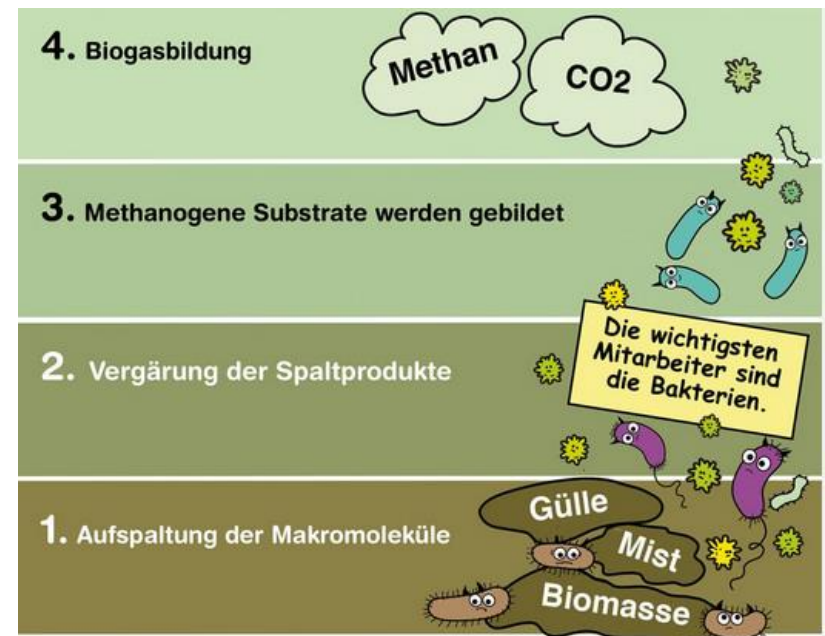 4. Biogasbildung
Methan
CO2
3. Methanogene Substrate werden gebildet
Die wichtigsten
Mitarbeiter sind
die Bakterien.
2. Vergärung der Spaltprodukte
1. Aufspaltung der Makromoleküle
Gülle
Mist
Biomasse